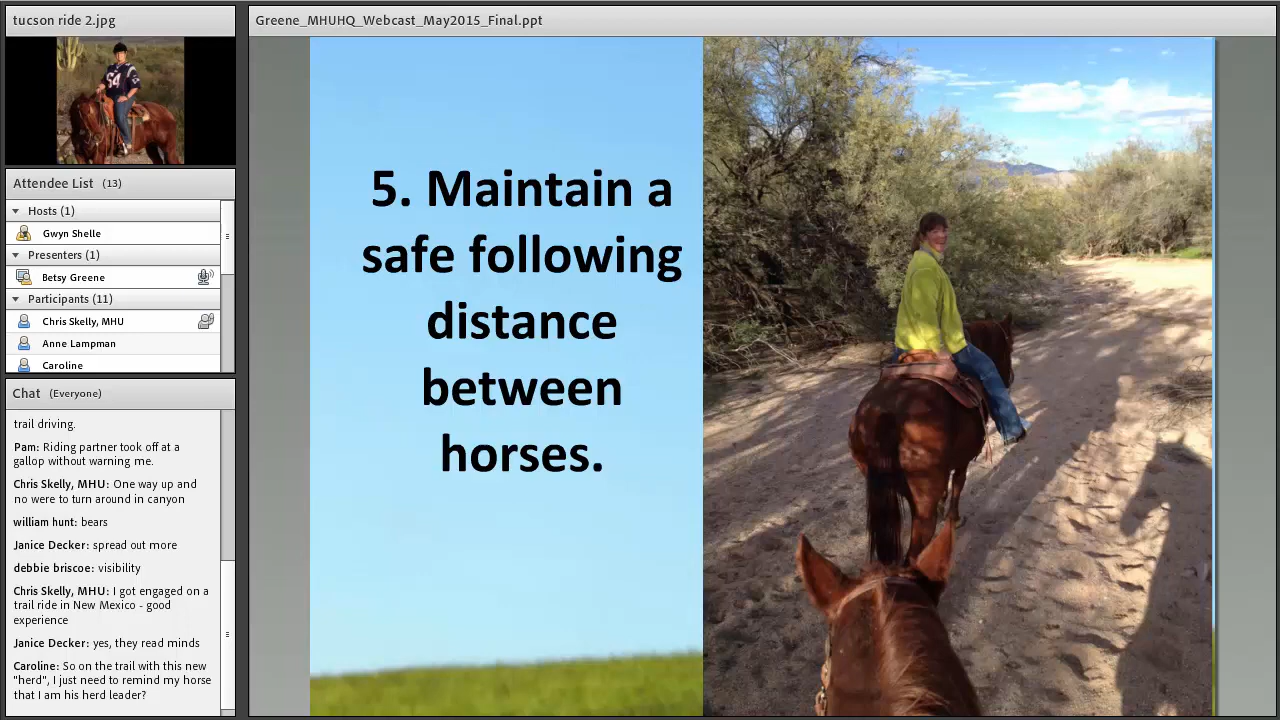 tucson ride 2.jpg
54
Attendee List (13)
Hosts (1)
Gwyn Shelle
Presenters (1)
Betsy Greene
Participants (11)
Chris Skelly, MHU
Anne Lampman
Caroline
Chat (Everyone)
trail driving.
Pam: Riding partner took off at a
gallop without warning me.
Chris Skelly, MHU: One way up and
no were to turn around in canyon
william hunt: bears
Janice Decker: spread out more
debbie briscoe: visibility
Chris Skelly, MHU: I got engaged on a
trail ride in New Mexico - good
experience
Janice Decker: yes, they read minds
Caroline: So on the trail with this new
"herd", I just need to remind my horse
that I am his herd leader?
Greene_MHUHQ_Webcast_May2015_Final.ppt
5. Maintain a
safe following
distance
between
horses.